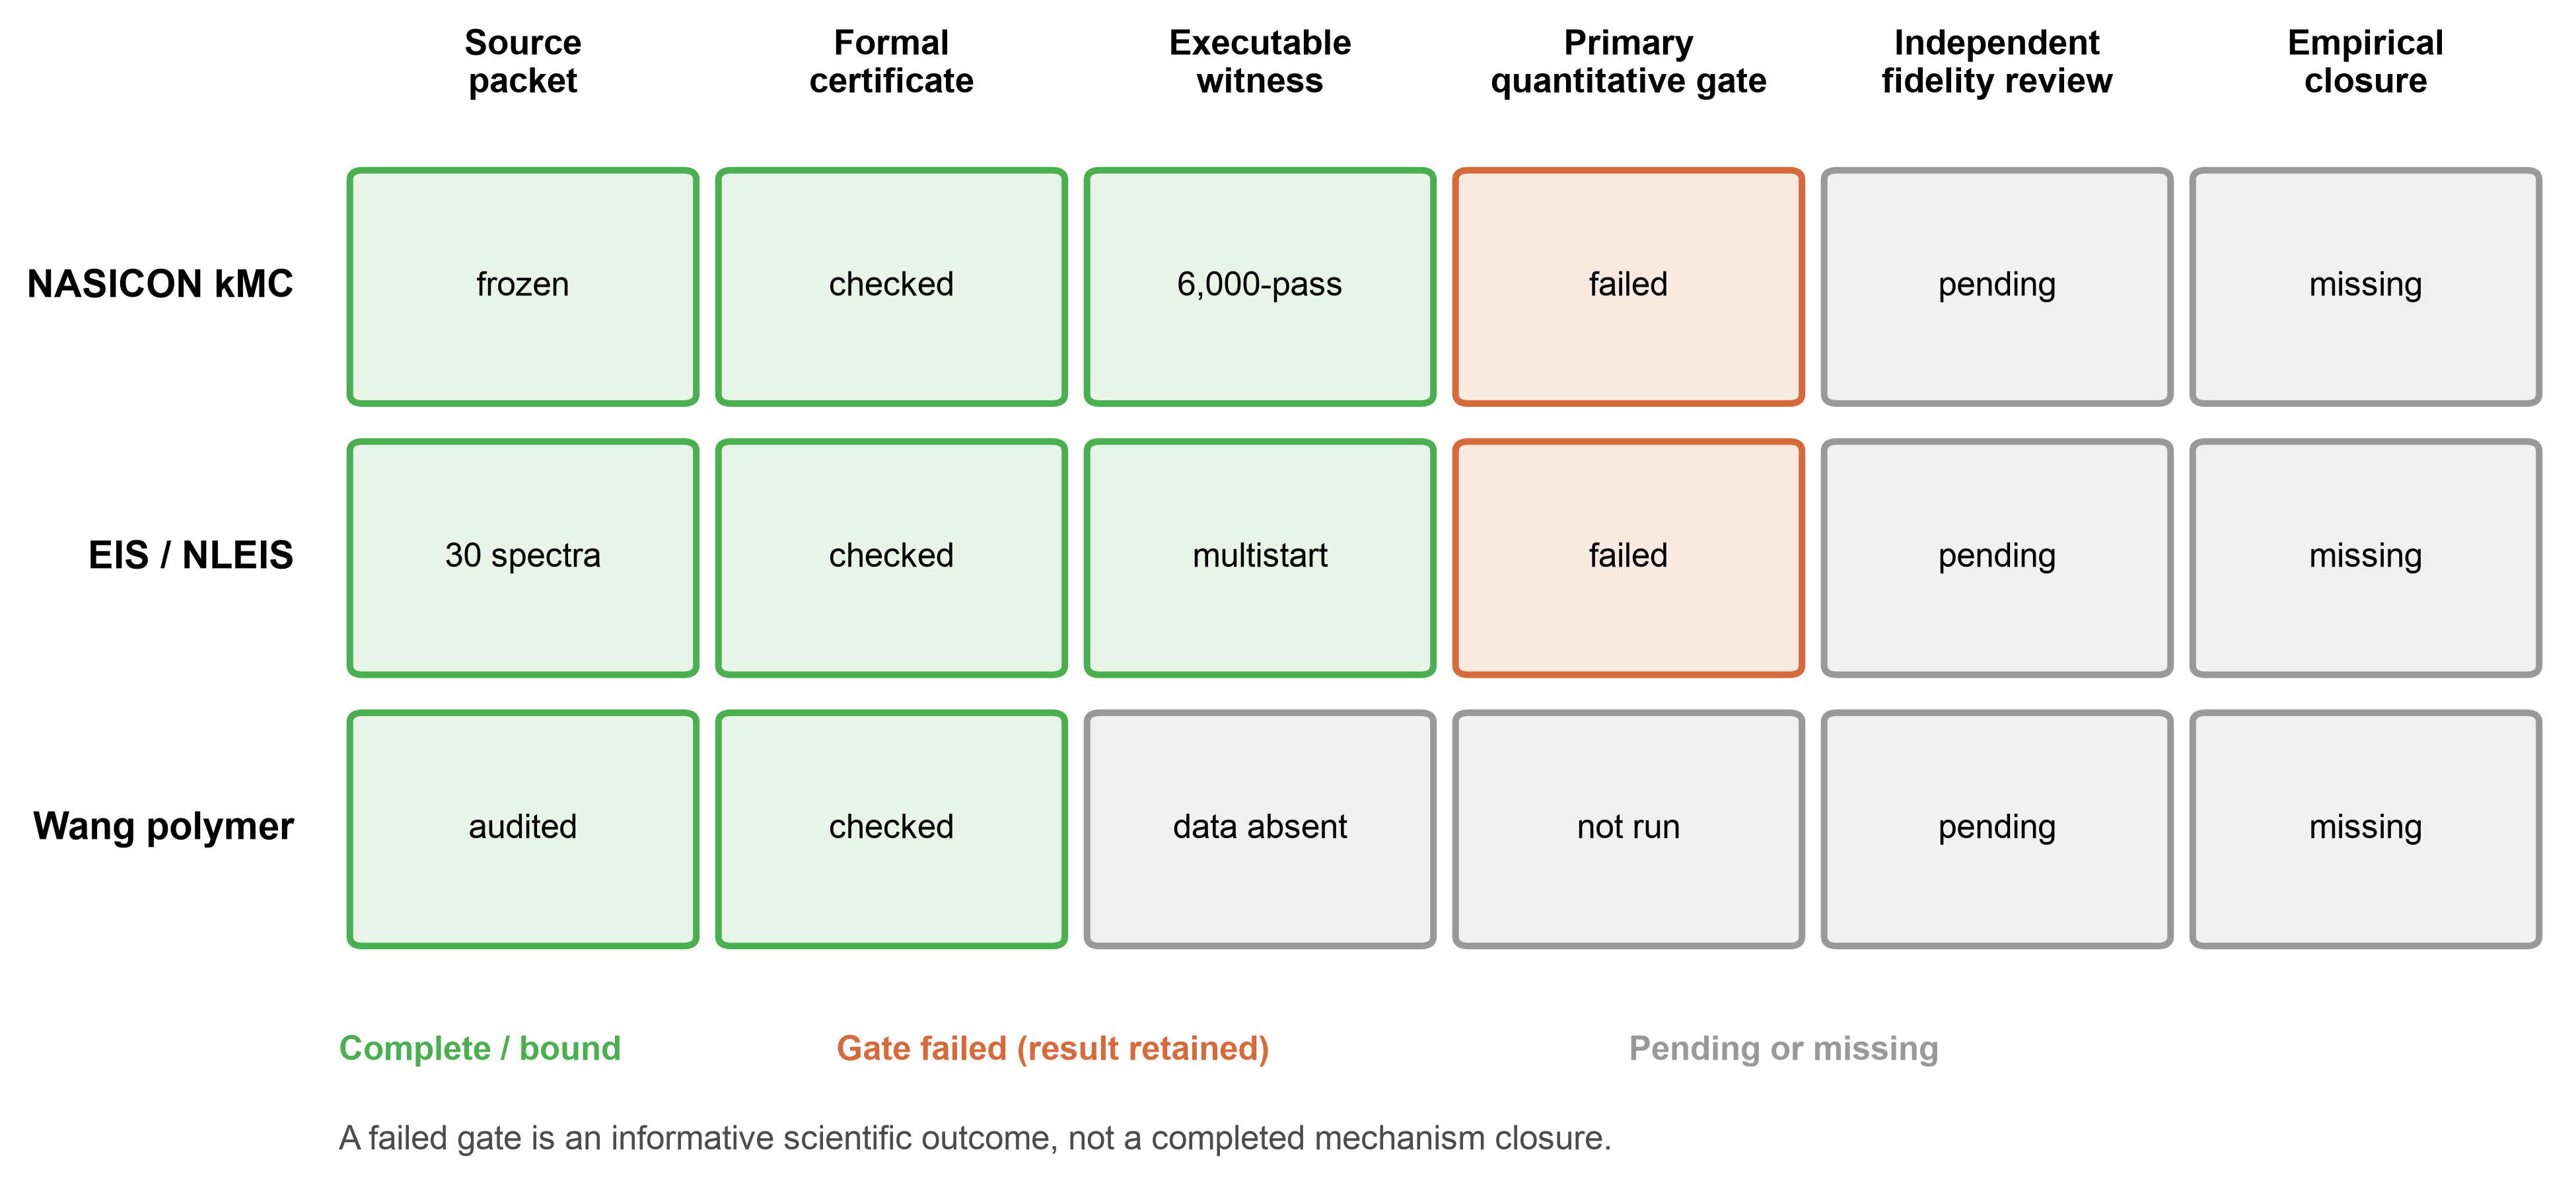 Source
packet
Formal
certificate
Executable
witness
Primary
quantitative gate
Independent
fidelity review
Empirical
closure
NASICON kMC
frozen
checked
6,000-pass
failed
pending
missing
EIS / NLEIS
30 spectra
checked
multistart
failed
pending
missing
Wang polymer
audited
checked
data absent
not run
pending
missing
Complete / bound
Gate failed (result retained)
Pending or missing
A failed gate is an informative scientific outcome, not a completed mechanism closure.